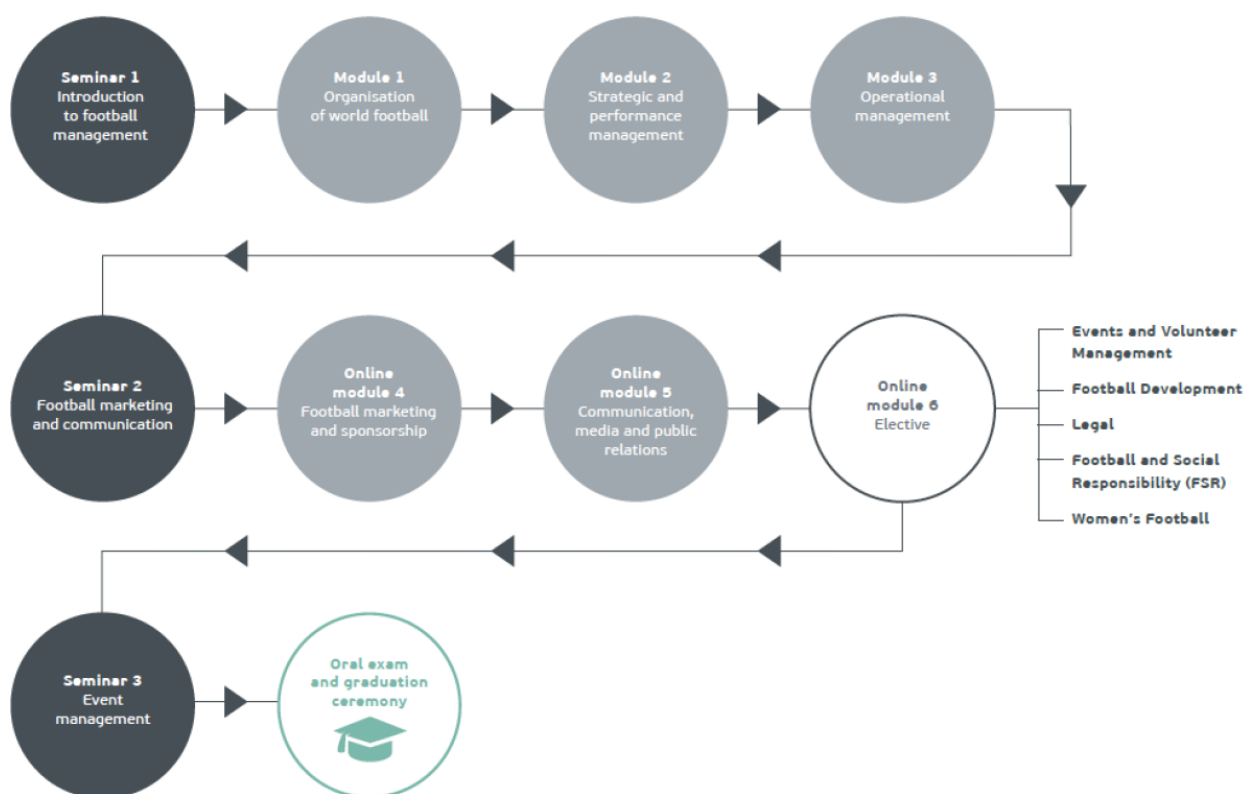 Seminar 1
Introduction
to football
management
Module 1
Organisation
of world football
Module 2
Strategic and
performance
management
Module 3
Operational
management
Seminar 2
Football marketing
and communication
Online
module 4
Football marketing
and sponsorship
Online
module 5
Communication,
media and public
relations
Online
module 6
Elective
Events and Volunteer
Management
Football Development
Legal
Football and Social
Responsibility (FSR)
Women's Football
Seminar 3
Event
management
Oral exam
and graduation
ceremony